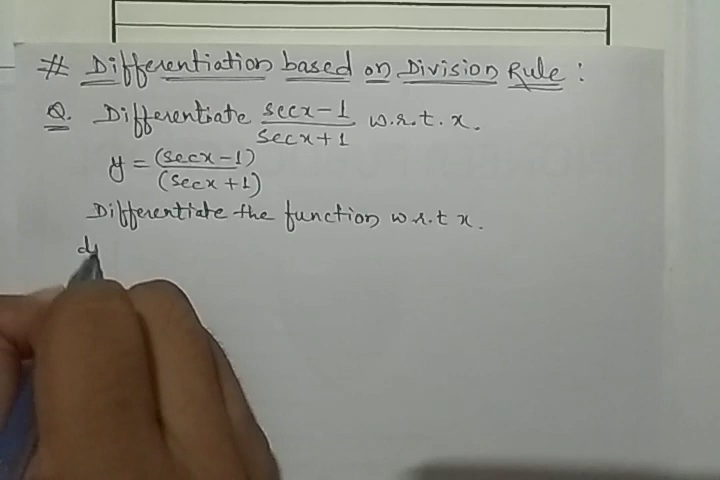 # Differentiation based on Division Rule :
Q. Differentiate secx-1 / secx+1 w.r.t. x.
y = (secx-1) / (secx+1)
Differentiate the function w.r.t x.
dy